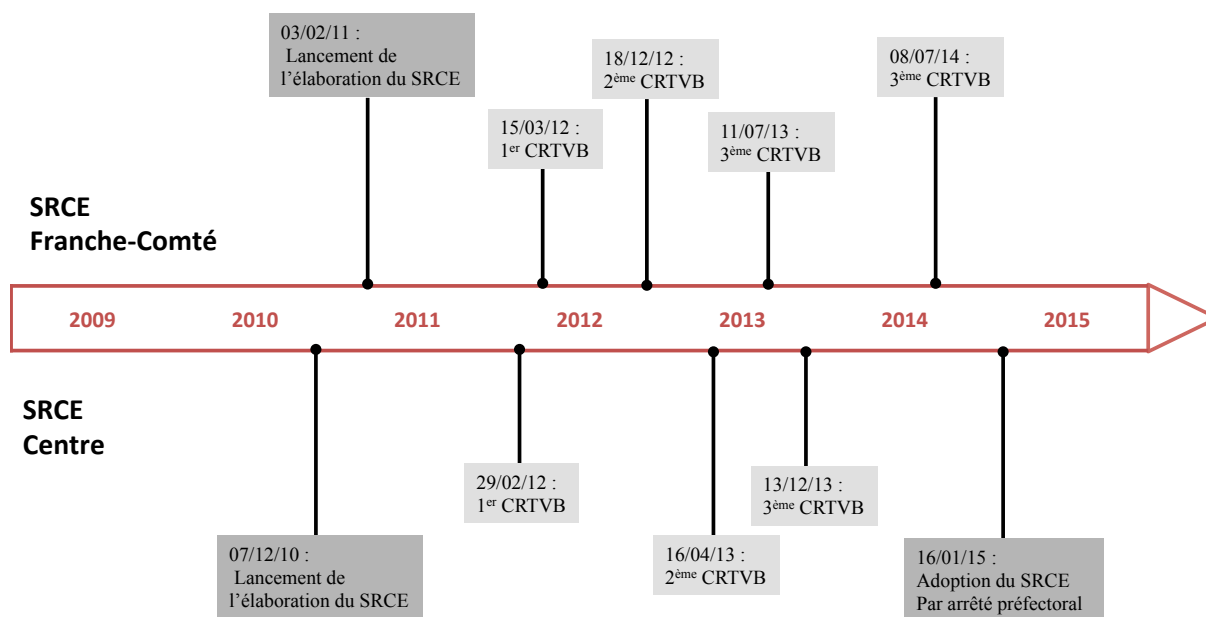 03/02/11 :
Lancement de
l’élaboration du SRCE
15/03/12 :
1er CRTVB
18/12/12 :
2ème CRTVB
11/07/13 :
3ème CRTVB
08/07/14 :
3ème CRTVB
SRCE
Franche-Comté
2009 2010 2011 2012 2013 2014 2015
SRCE
Centre
07/12/10 :
Lancement de
l’élaboration du SRCE
29/02/12 :
1er CRTVB
16/04/13 :
2ème CRTVB
13/12/13 :
3ème CRTVB
16/01/15 :
Adoption du SRCE
Par arrêté préfectoral